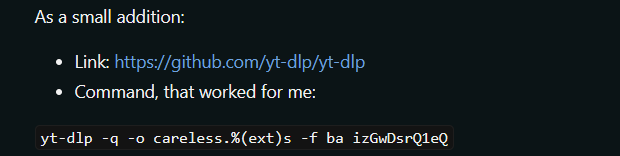 As a small addition:
Link: https://github.com/yt-dlp/yt-dlp
Command, that worked for me:
yt-dlp -q -o careless.%(ext)s -f ba izGwDsrQ1eQ